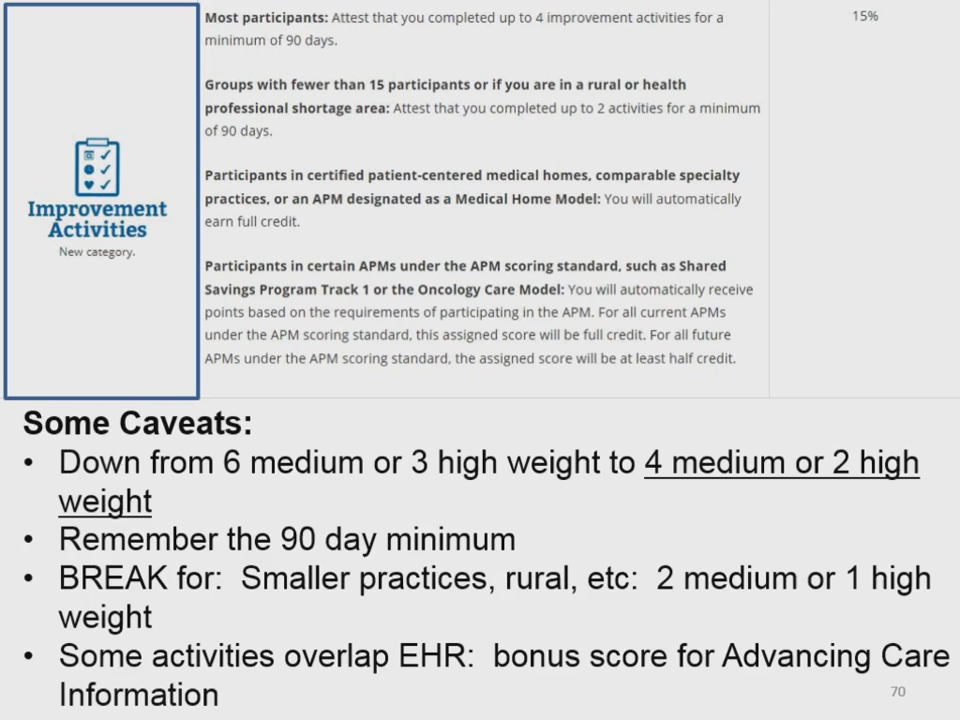 Improvement
Activities
New category.
Most participants: Attest that you completed up to 4 improvement activities for a
minimum of 90 days.
Groups with fewer than 15 participants or if you are in a rural or health
professional shortage area: Attest that you completed up to 2 activities for a minimum
of 90 days.
Participants in certified patient-centered medical homes, comparable specialty
practices, or an APM designated as a Medical Home Model: You will automatically
earn full credit.
Participants in certain APMs under the APM scoring standard, such as Shared
Savings Program Track 1 or the Oncology Care Model: You will automatically receive
points based on the requirements of participating in the APM. For all current APMs
under the APM scoring standard, this assigned score will be full credit. For all future
APMs under the APM scoring standard, the assigned score will be at least half credit.
15%
Some Caveats:
• Down from 6 medium or 3 high weight to 4 medium or 2 high
weight
• Remember the 90 day minimum
• BREAK for: Smaller practices, rural, etc: 2 medium or 1 high
weight
• Some activities overlap EHR: bonus score for Advancing Care
Information
70